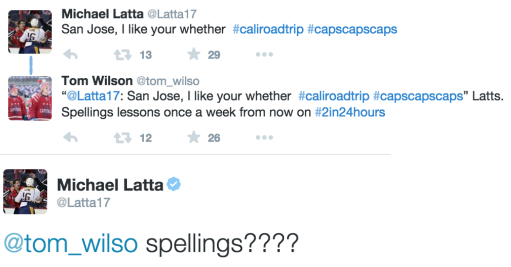 Michael Latta @Latta17
San Jose, I like your whether #caliroadtrip #capscapscaps
13 29
Tom Wilson @tom_wilso
“@Latta17: San Jose, I like your whether #caliroadtrip #capscapscaps” Latts.
Spellings lessons once a week from now on #2in24hours
12 26
Michael Latta
@Latta17
@tom_wilso spellings????